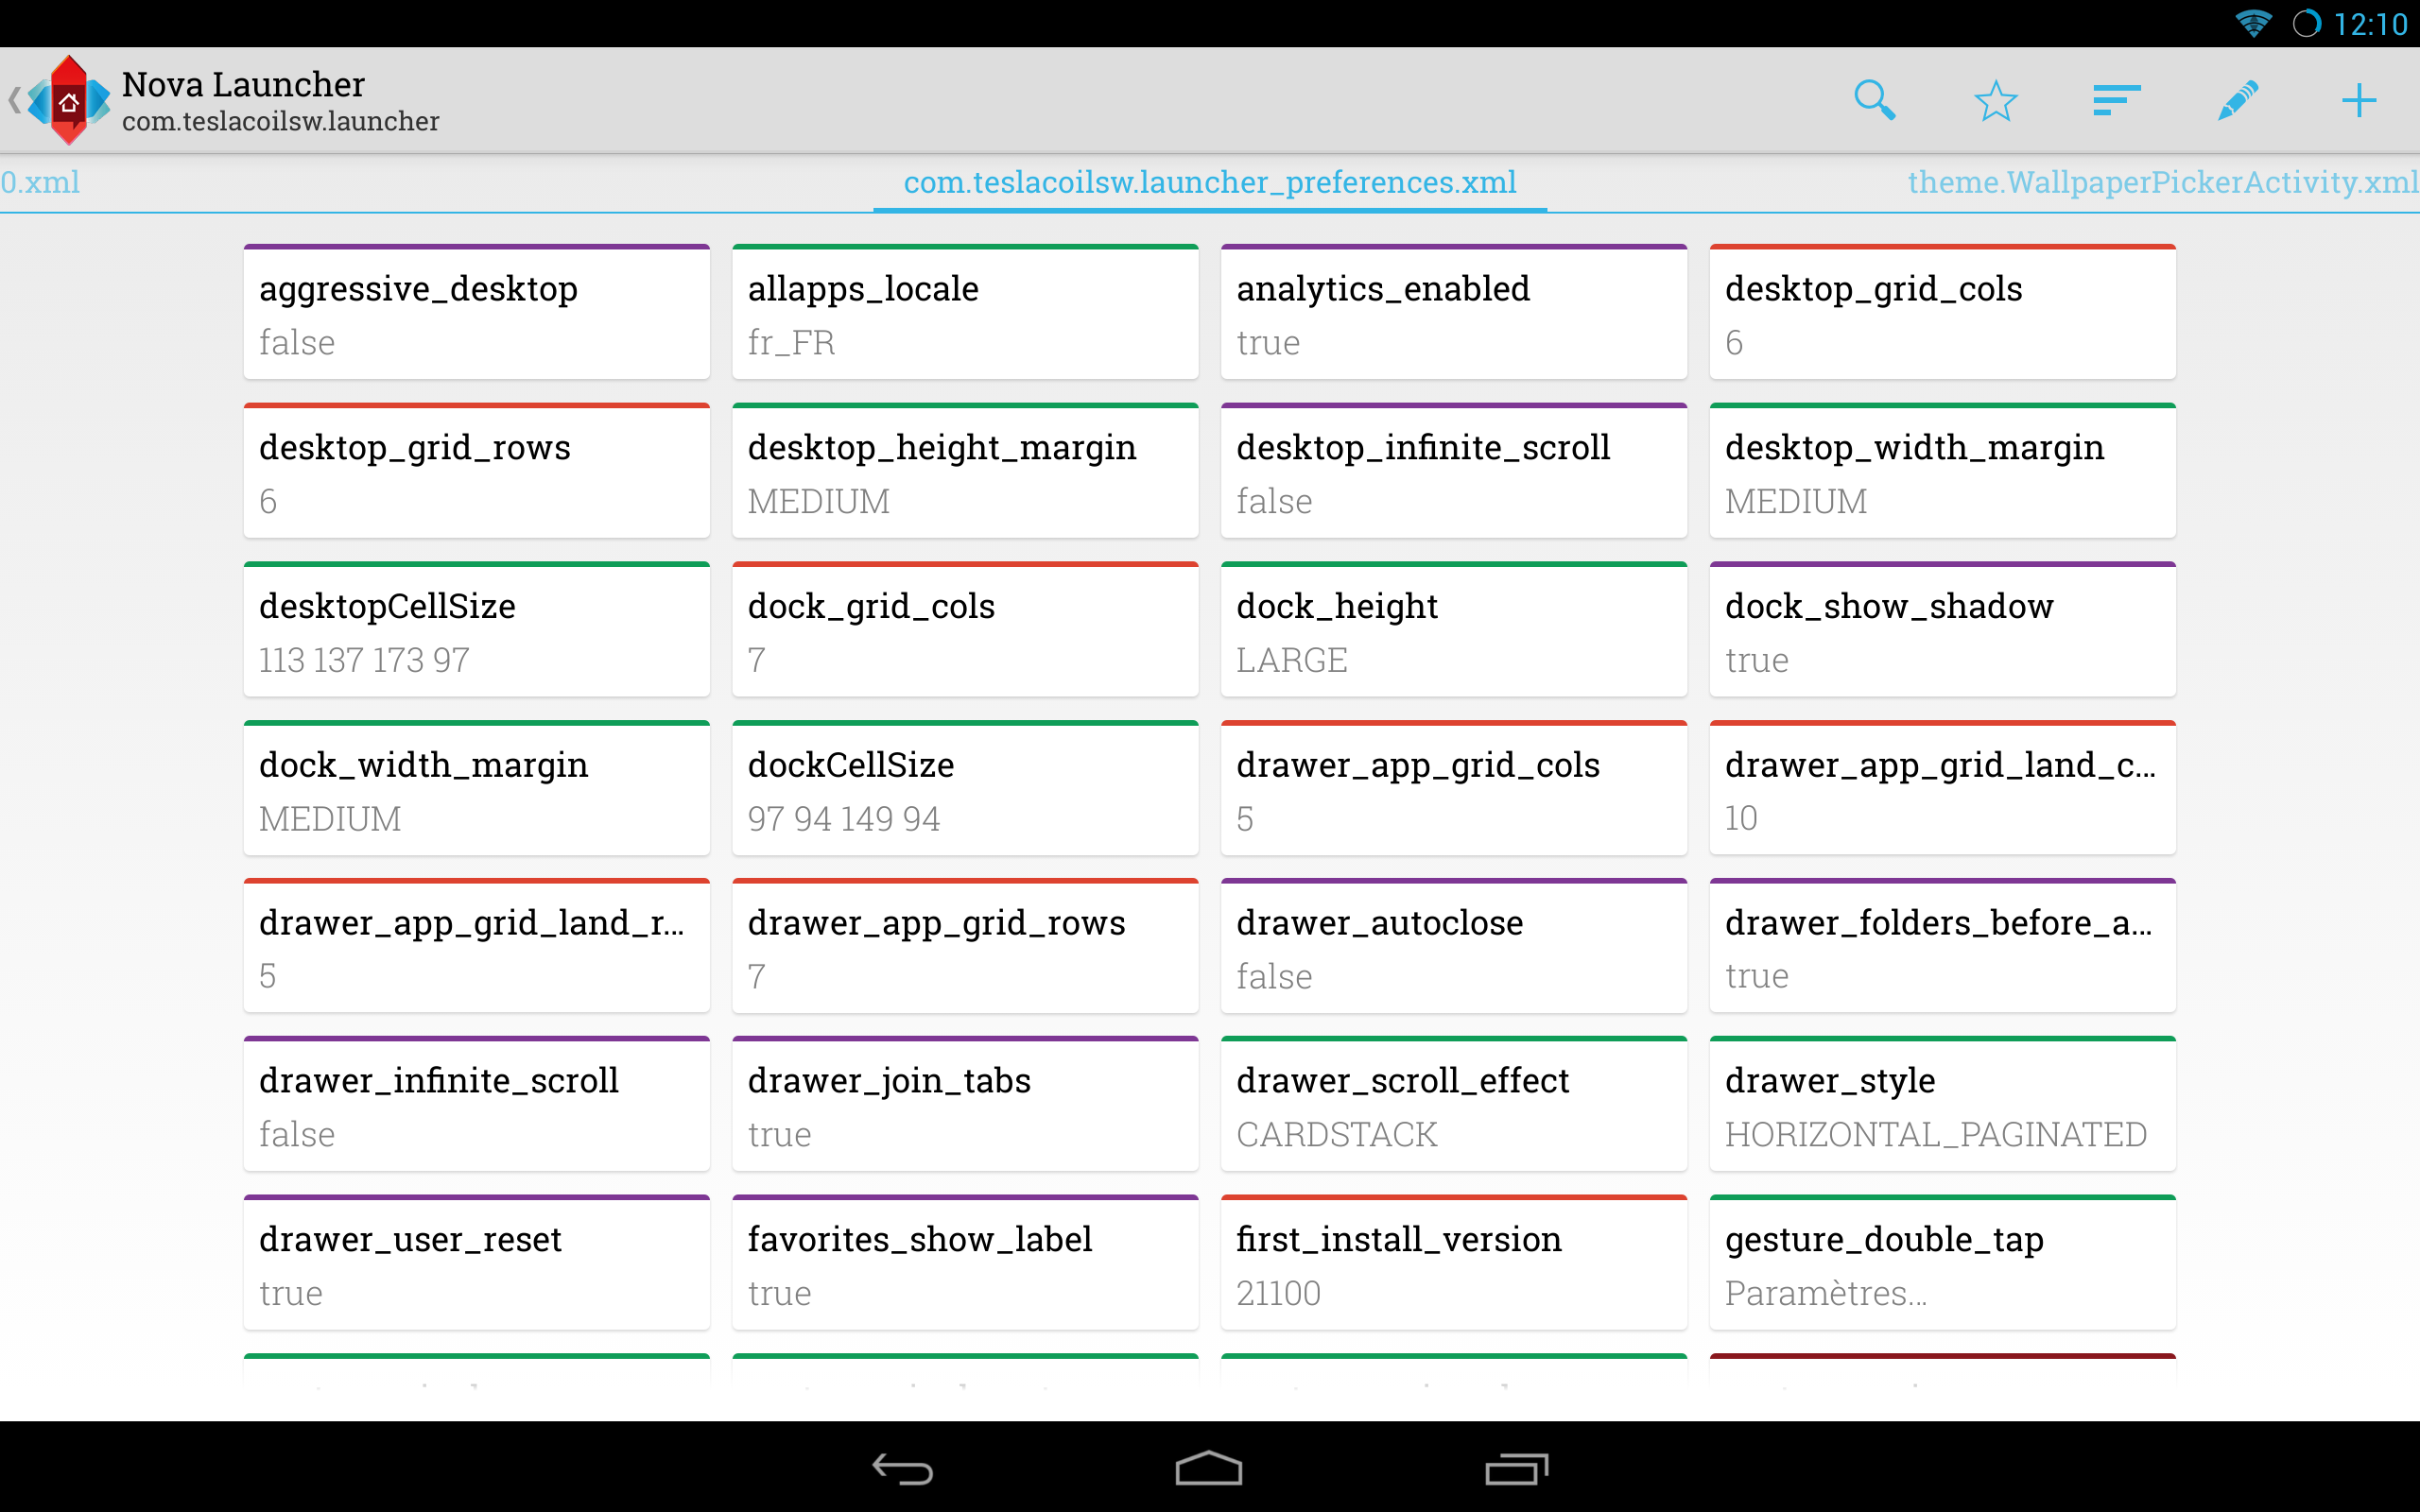 12:10
Nova Launcher
com.teslacoilsw.launcher
0.xml
com.teslacoilsw.launcher_preferences.xml
theme.WallpaperPickerActivity.xml
aggressive_desktop
false
allapps_locale
fr_FR
analytics_enabled
true
desktop_grid_cols
6
desktop_grid_rows
6
desktop_height_margin
MEDIUM
desktop_infinite_scroll
false
desktop_width_margin
MEDIUM
desktopCellSize
113 137 173 97
dock_grid_cols
7
dock_height
LARGE
dock_show_shadow
true
dock_width_margin
MEDIUM
dockCellSize
97 94 149 94
drawer_app_grid_cols
5
drawer_app_grid_land_c...
10
drawer_app_grid_land_r...
5
drawer_app_grid_rows
7
drawer_autoclose
false
drawer_folders_before_a...
true
drawer_infinite_scroll
false
drawer_join_tabs
true
drawer_scroll_effect
CARDSTACK
drawer_style
HORIZONTAL_PAGINATED
drawer_user_reset
true
favorites_show_label
true
first_install_version
21100
gesture_double_tap
Paramètres...